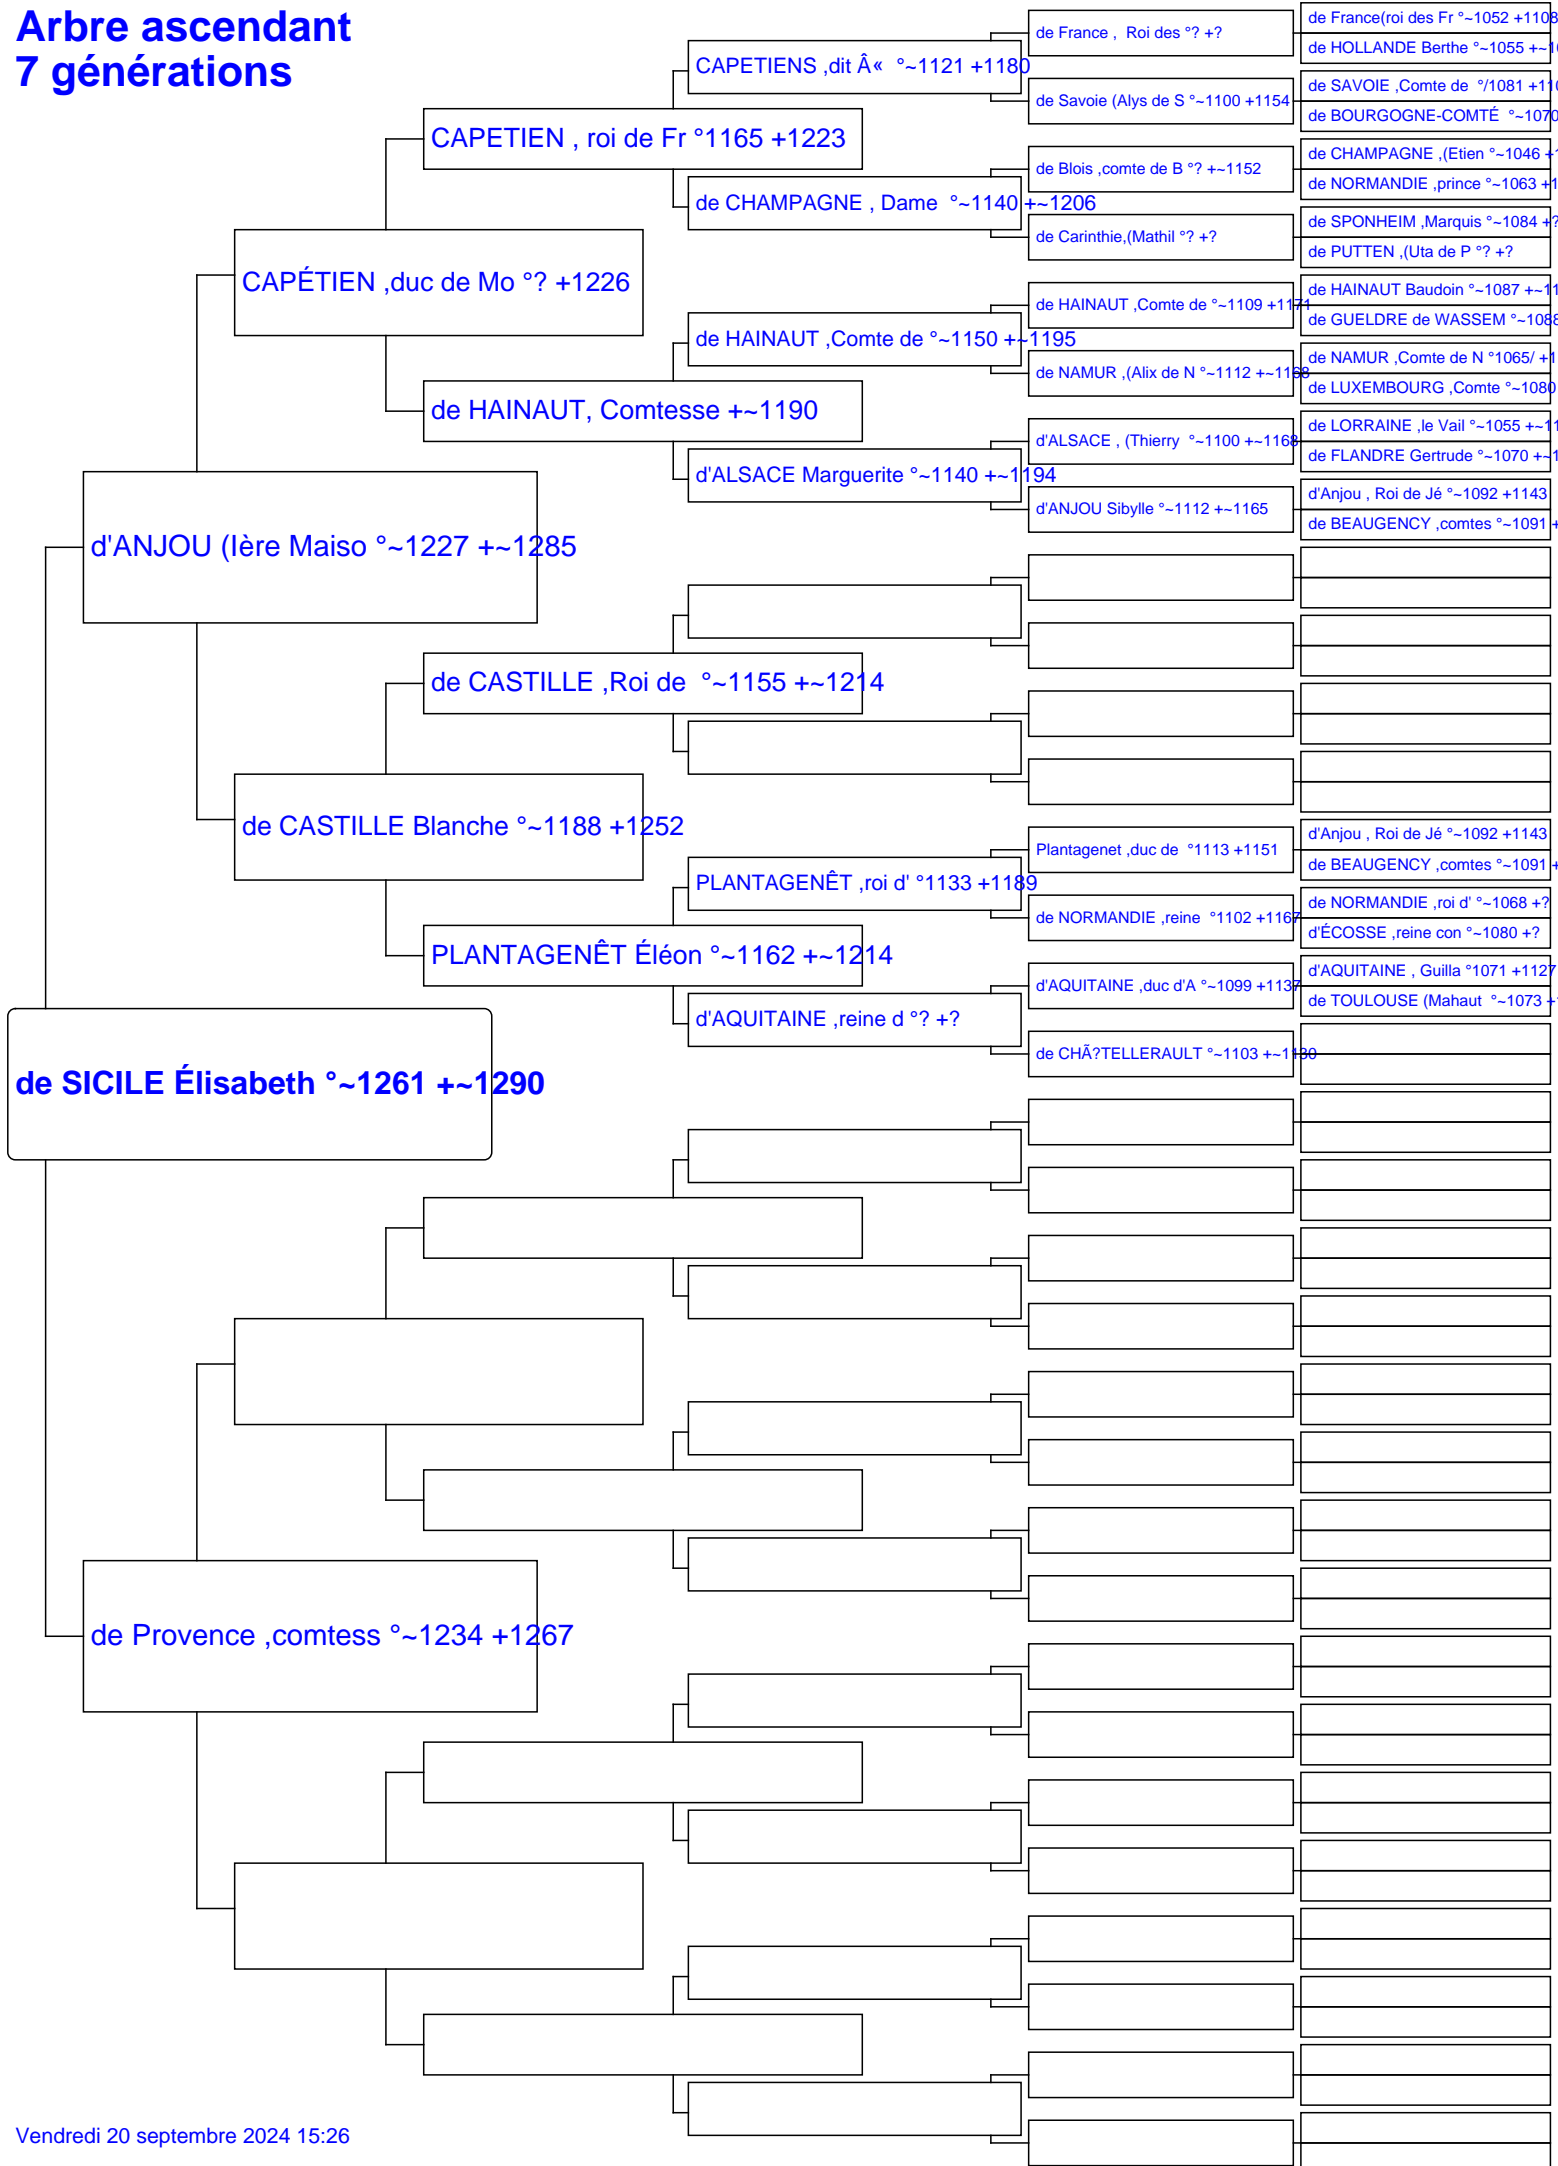 Arbre ascendant
7 générations
de France(roi des Fr °~1052 +1108
de France , Roi des °? +?
de HOLLANDE Berthe °~1055 +~1
CAPETIENS ,dit Â« °~1121 +1180
de SAVOIE ,Comte de °/1081 +110
de Savoie (Alys de S °~1100 +1154
de BOURGOGNE-COMTÉ °~1070
CAPETIEN , roi de Fr °1165 +1223
de CHAMPAGNE ,(Etien °~1046 +1
de Blois ,comte de B °? +~1152
de NORMANDIE ,prince °~1063 +1
de CHAMPAGNE , Dame °~1140 +~1206
de SPONHEIM ,Marquis °~1084 +?
de Carinthie,(Mathil °? +?
de PUTTEN ,(Uta de P °? +?
CAPÉTIEN ,duc de Mo °? +1226
de HAINAUT Baudoin °~1087 +~11
de HAINAUT ,Comte de °~1109 +1171
de GUELDRE de WASSEM °~1088
de HAINAUT ,Comte de °~1150 +~1195
de NAMUR ,Comte de N °1065/ +1
de NAMUR ,(Alix de N °~1112 +~1168
de LUXEMBOURG ,Comte °~1080
de HAINAUT, Comtesse +~1190
de LORRAINE ,le Vail °~1055 +~11
d'ALSACE , (Thierry °~1100 +~1168
de FLANDRE Gertrude °~1070 +~1
d'ALSACE Marguerite °~1140 +~1194
d'Anjou , Roi de Jé °~1092 +1143
d'ANJOU Sibylle °~1112 +~1165
de BEAUGENCY ,comtes °~1091 +
d'ANJOU (Ière Maiso °~1227 +~1285
de CASTILLE ,Roi de °~1155 +~1214
de CASTILLE Blanche °~1188 +1252
d'Anjou , Roi de Jé °~1092 +1143
Plantagenet ,duc de °1113 +1151
de BEAUGENCY ,comtes °~1091 +
PLANTAGENÊT ,roi d' °1133 +1189
de NORMANDIE ,roi d' °~1068 +?
de NORMANDIE ,reine °1102 +1167
d'ÉCOSSE ,reine con °~1080 +?
PLANTAGENÊT Éléon °~1162 +~1214
d'AQUITAINE , Guilla °1071 +1127
d'AQUITAINE ,duc d'A °~1099 +1137
de TOULOUSE (Mahaut °~1073 +
d'AQUITAINE ,reine d °? +?
de CHÃ?TELLERAULT °~1103 +~1130
de SICILE Élisabeth °~1261 +~1290
de Provence ,comtess °~1234 +1267
Vendredi 20 septembre 2024 15:26